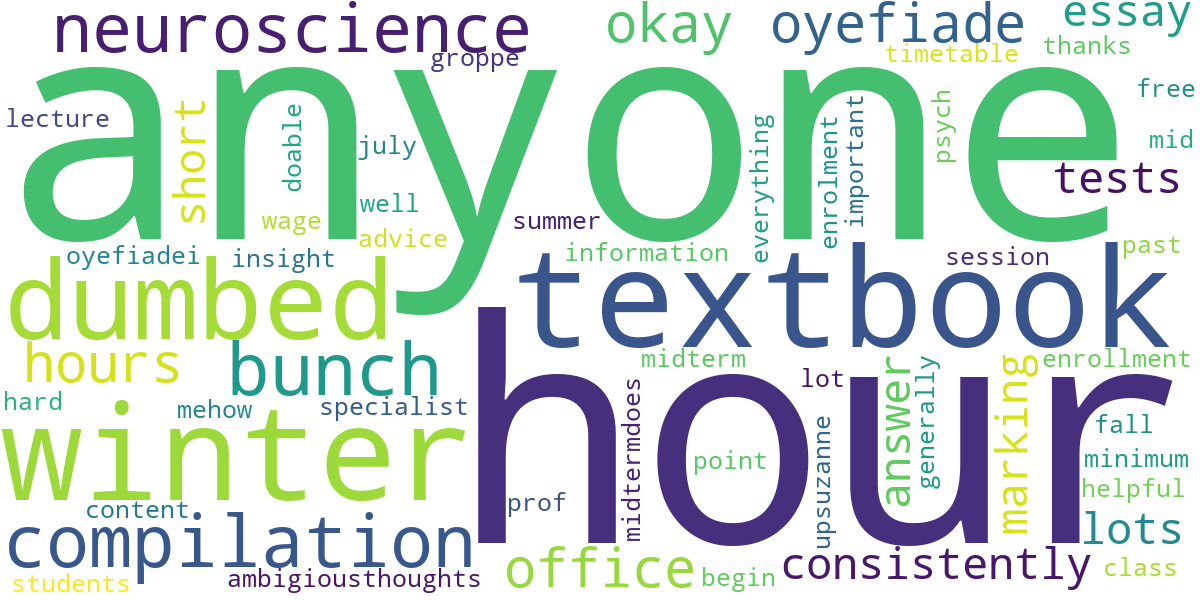 neuroscience
okay
oyefiade
essay
groppe
timetable
thanks
anyone
lecture
short
doable
july
well
wage
advice
free
mid
psych
everything
enrolment
important
tests
summer
oyefiadei
insight
information
session
past
dumbed
textbook
hours
bunch
hour
midterm
lot
enrollment
hard
mehow
specialist
winter
midtermdoes
point
upsuzanne
answer
generally
marking
fall
minimum
helpful
content
prof
compilation
lots
students
ambigiousthoughts
office
begin
consistently
class